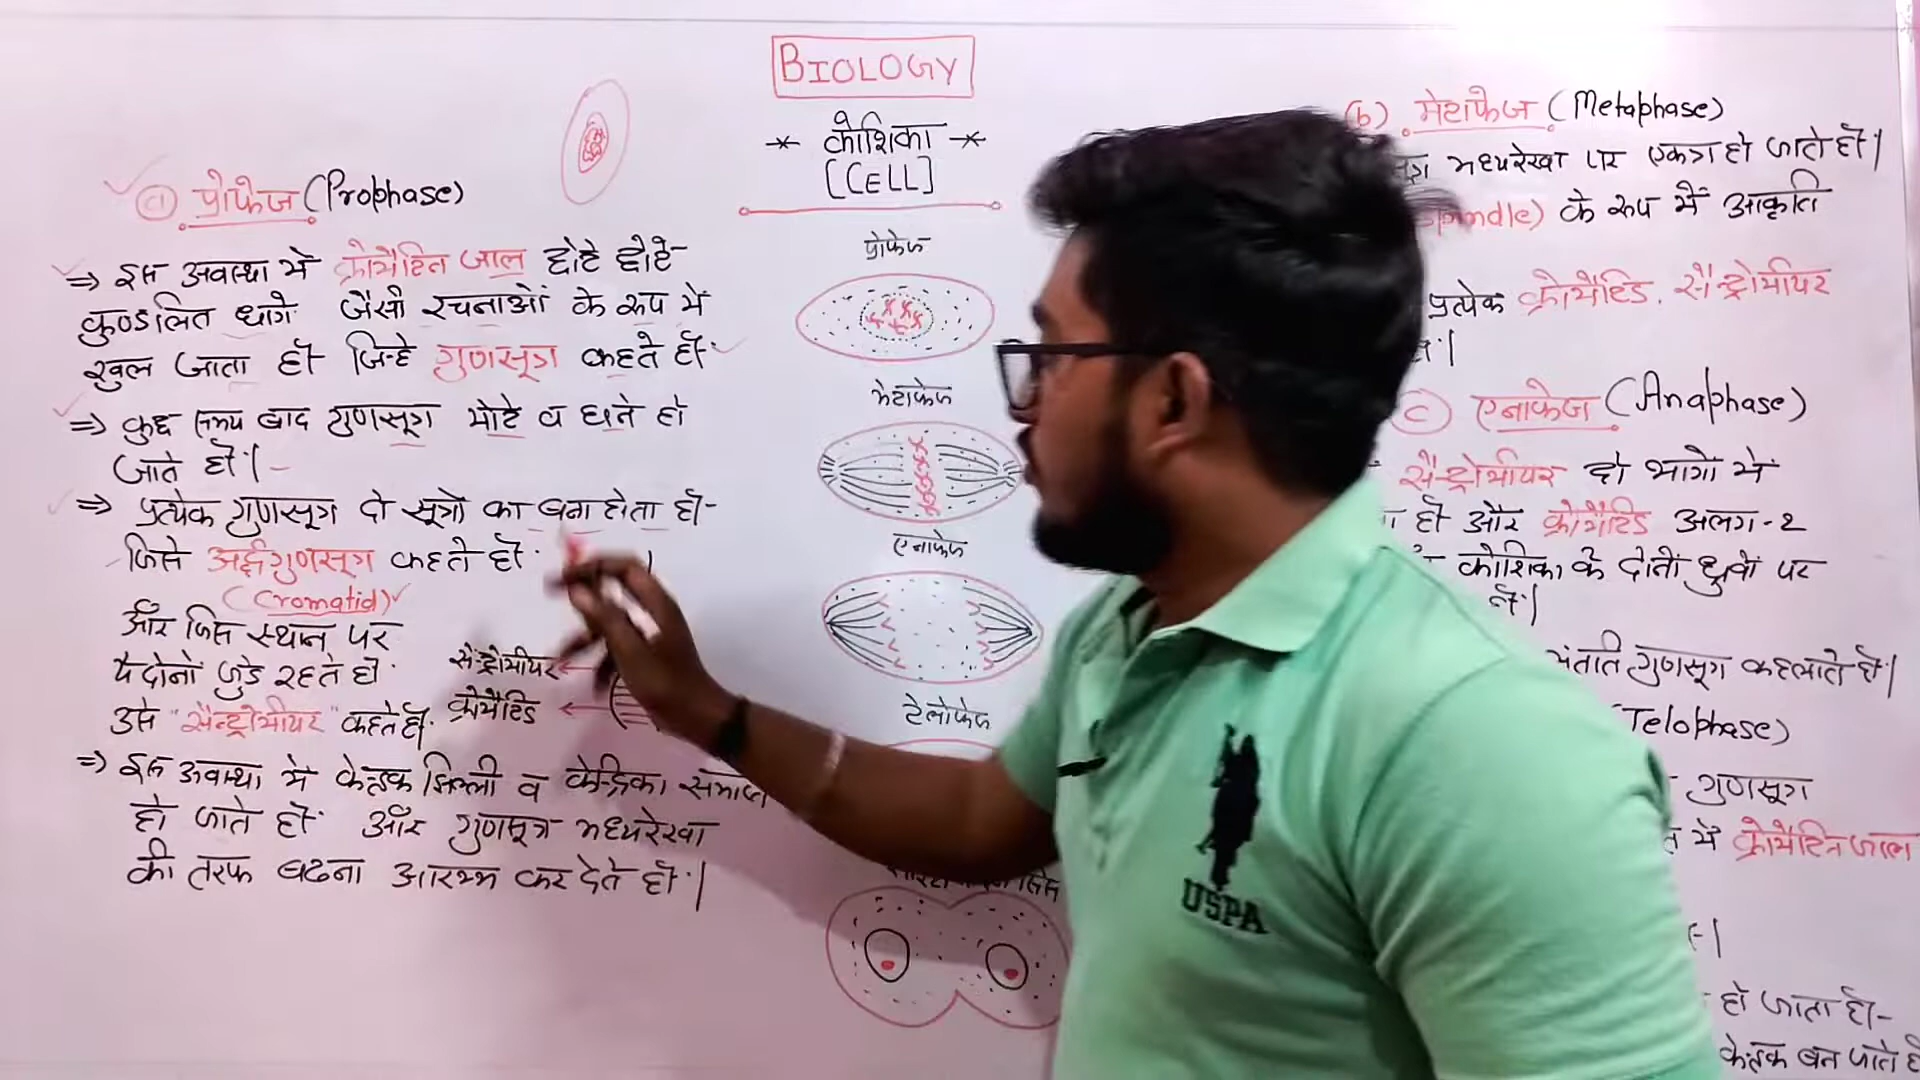 BIOLOGY
कोशिका
[CELL]
a प्रोफेज (Prophase)
⇒ इस अवस्था में क्रोमैटिन जाल छोटे छोटे
कुण्डलित धागे जैसी रचनाओं के रूप में
खुल जाता है जिन्हे गुणसूत्र कहते हैं
⇒ कुछ समय बाद गुणसूत्र मोटे व घने हो
जाते हैं।
⇒ प्रत्येक गुणसूत्र दो सूत्रो का बना होता है
जिसे अर्द्धगुणसूत्र कहते हैं
(Cromatid)
और जिस स्थान पर
ये दोनो जुडे रहते हैं
उसे "सैन्ट्रोमीयर" कहते हैं।
सेन्ट्रोमीयर
क्रोमैटिड
⇒ इस अवस्था में केन्द्रक झिल्ली व केन्द्रिका समाप्त
हो जाते हैं और गुणसूत्र मध्यरेखा
की तरफ बढना आरम्भ कर देते हैं।
प्रोफेज
मेटाफेज
एनाफेज
टेलोफेज
(b) मेटाफेज (Metaphase)
मध्यरेखा पर एकत्र हो जाते हैं।
के रूप में आकृति
प्रत्येक क्रोमैटिड, सैन्ट्रोमीयर
c एनाफेज (Anaphase)
सैन्ट्रोमीयर दो भागो में
है और क्रोमैटिड अलग-2
कोशिका के दोनों ध्रुवों पर
गुणसूत्र कहलाते हैं।
(Telophase)
गुणसूत्र
में क्रोमैटिन जाल
हो जाता है
केन्द्रक बन जाते
USPA